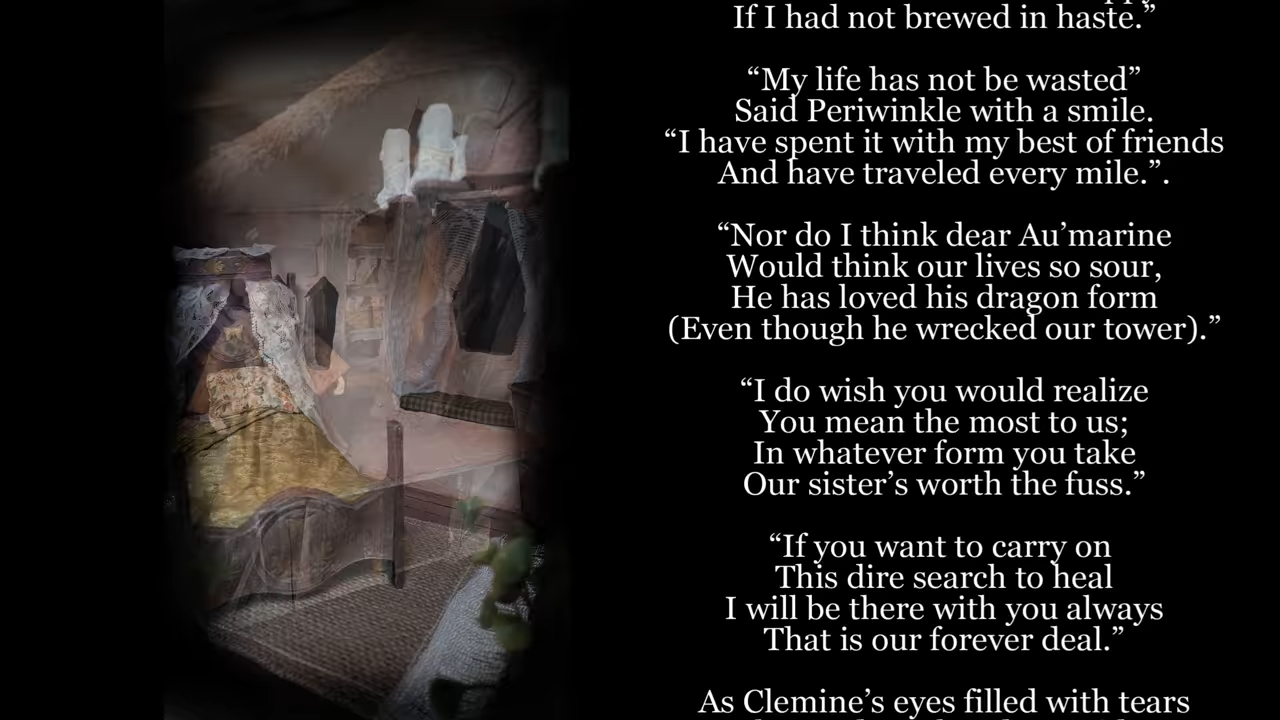 If I had not brewed in haste.”
“My life has not be wasted”
Said Periwinkle with a smile.
“I have spent it with my best of friends
And have traveled every mile.”.
“Nor do I think dear Au’marine
Would think our lives so sour,
He has loved his dragon form
(Even though he wrecked our tower).”
“I do wish you would realize
You mean the most to us;
In whatever form you take
Our sister’s worth the fuss.”
“If you want to carry on
This dire search to heal
I will be there with you always
That is our forever deal.”
As Clemine’s eyes filled with tears